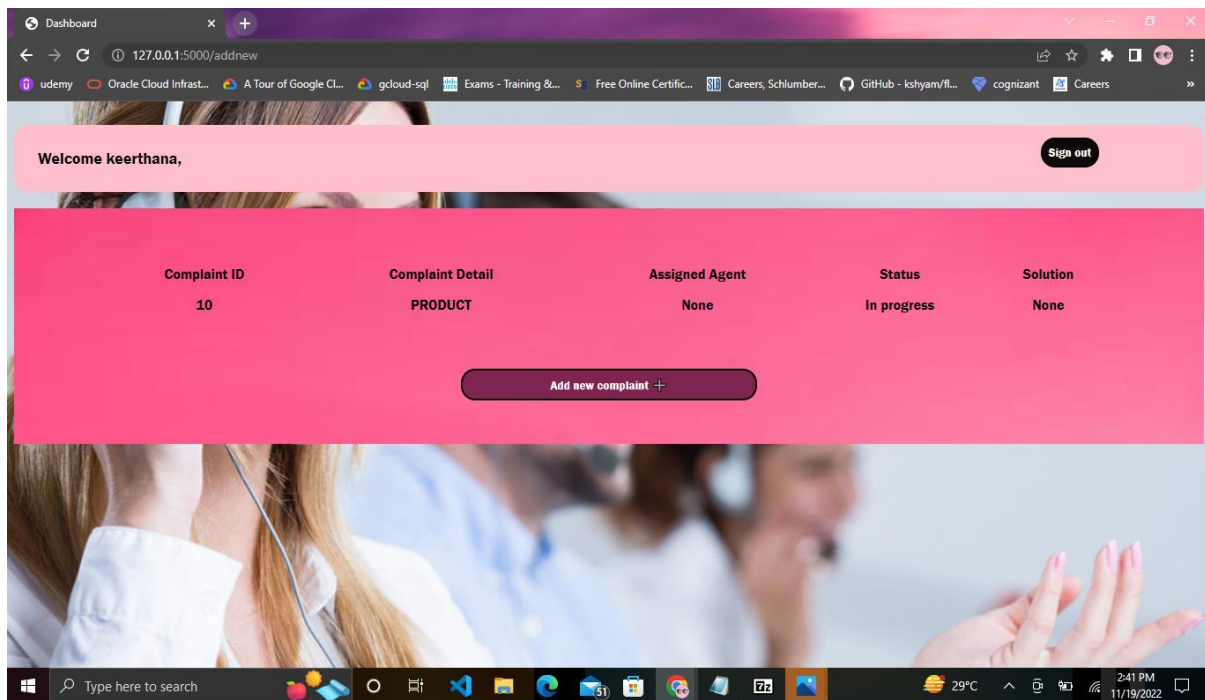 Dashboard
127.0.0.1:5000/addnew
udemy Oracle Cloud Infrast... A Tour of Google Cl... gcloud-sql Exams - Training &... Free Online Certific... Careers, Schlumber... GitHub - kshyam/fl... cognizant Careers »
Welcome keerthana,
Sign out
Complaint ID Complaint Detail Assigned Agent Status Solution
10 PRODUCT None In progress None
Add new complaint +
Type here to search 51 7z 29°C 2:41 PM
11/19/2022